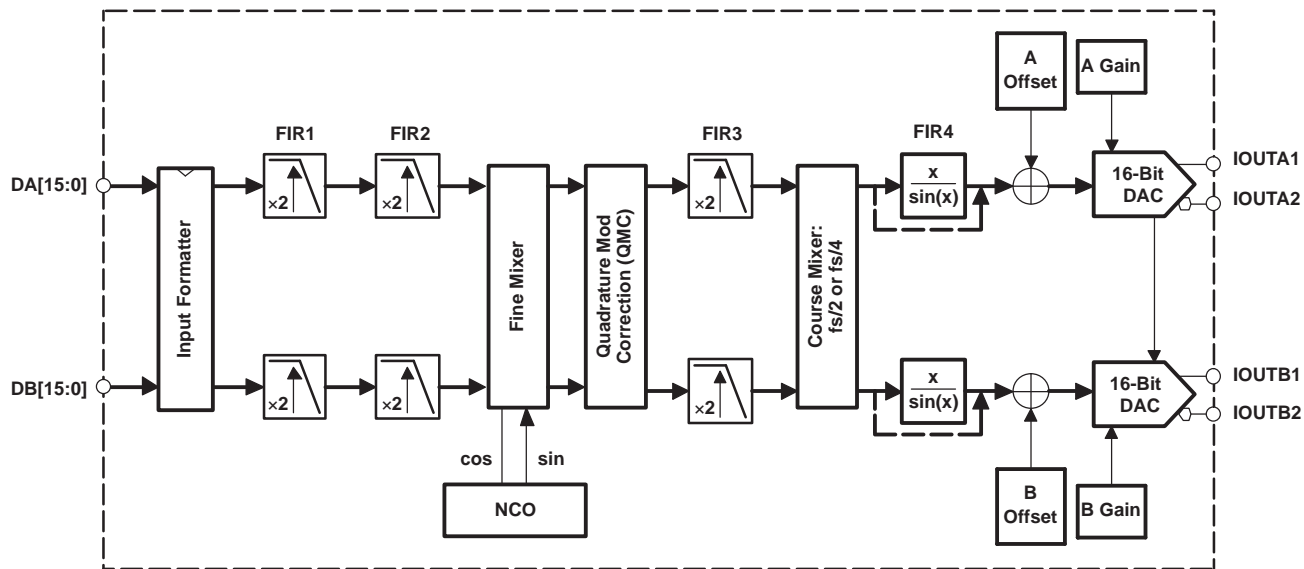 A
Offset
A Gain
FIR1
FIR2
FIR3
FIR4
DA[15:0]
×2
×2
×2
x
sin(x)
16-Bit
DAC
IOUTA1
IOUTA2
Input Formatter
Fine Mixer
Quadrature Mod
Correction (QMC)
Course Mixer:
fs/2 or fs/4
DB[15:0]
×2
×2
×2
x
sin(x)
16-Bit
DAC
IOUTB1
IOUTB2
cos
sin
NCO
B
Offset
B Gain